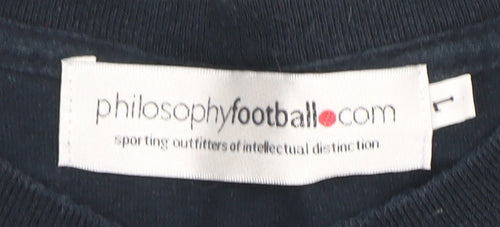 philosophyfootball.com
sporting outfitters of intellectual distinction
L